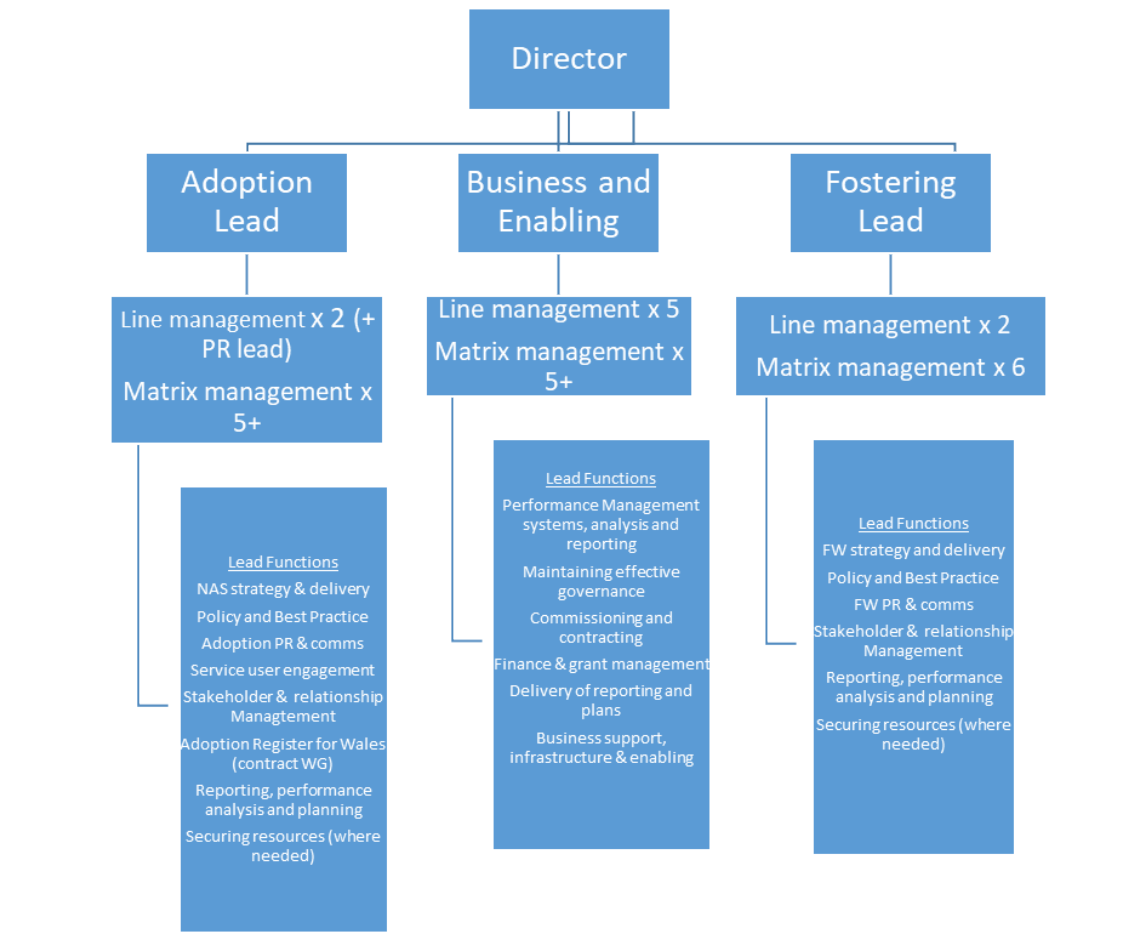 Director
Adoption
Lead
Business and
Enabling
Fostering
Lead
Line management x 2 (+
PR lead)
Matrix management x
5+
Line management x 5
Matrix management x
5+
Line management x 2
Matrix management x 6
Lead Functions
NAS strategy & delivery
Policy and Best Practice
Adoption PR & comms
Service user engagement
Stakeholder & relationship
Managtement
Adoption Register for Wales
(contract WG)
Reporting, performance
analysis and planning
Securing resources (where
needed)
Lead Functions
Performance Management
systems, analysis and
reporting
Maintaining effective
governance
Commissioning and
contracting
Finance & grant management
Delivery of reporting and
plans
Business support,
infrastructure & enabling
Lead Functions
FW strategy and delivery
Policy and Best Practice
FW PR & comms
Stakeholder & relationship
Management
Reporting, performance
analysis and planning
Securing resources (where
needed)